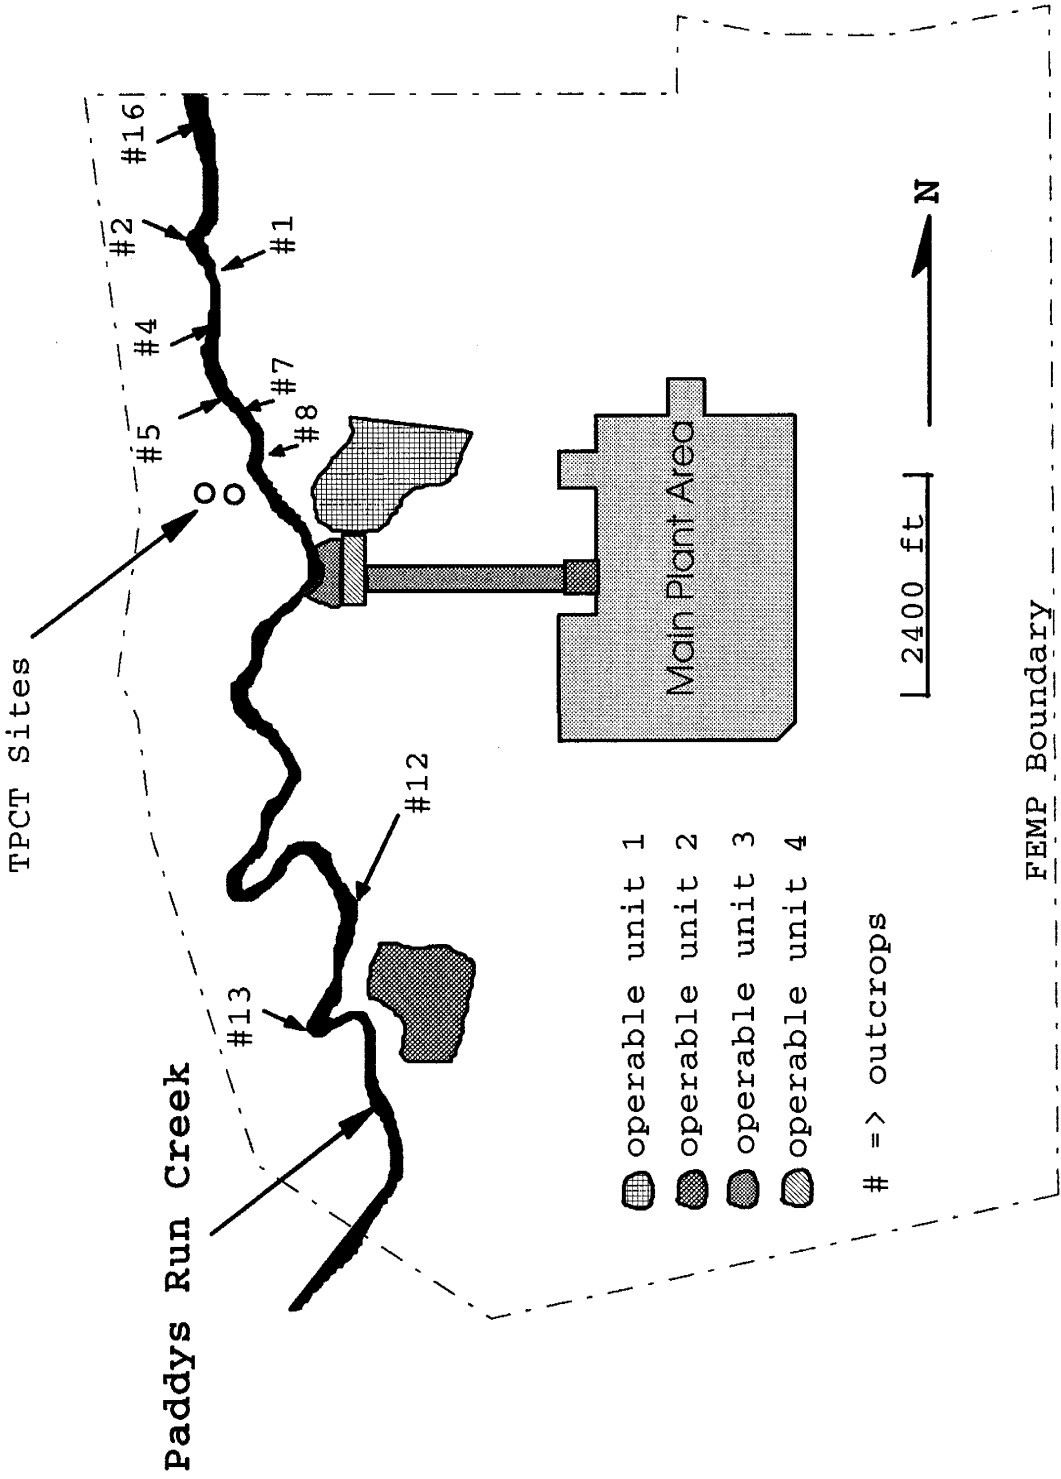 TPCT Sites
Paddys Run Creek
#16
#2
#1
#4
#7
#5
#8
#12
#13
Main Plant Area
N
2400 ft
operable unit 1
operable unit 2
operable unit 3
operable unit 4
# => outcrops
FEMP Boundary